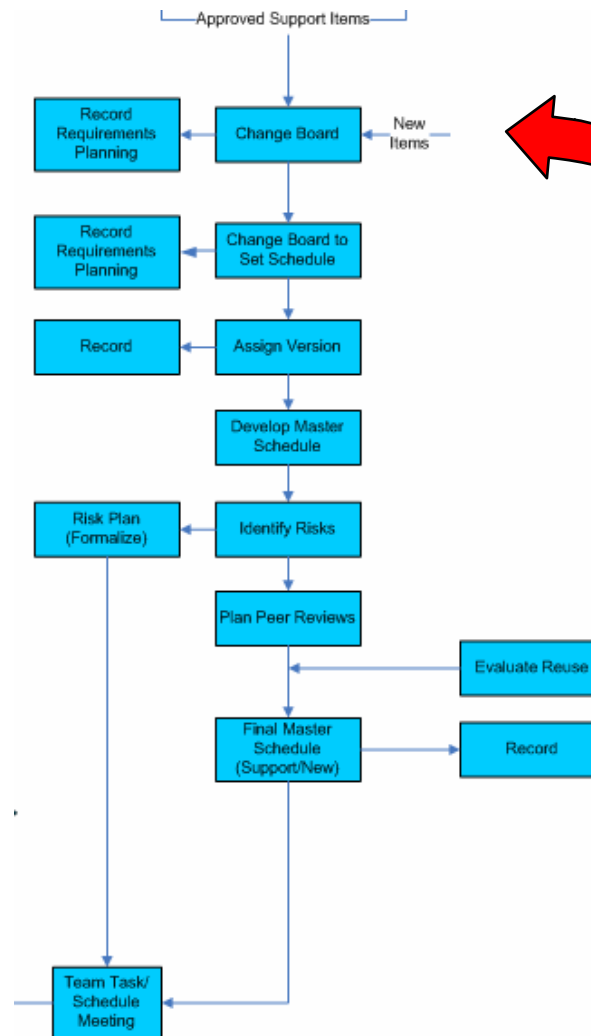 Approved Support Items
Record
Requirements
Planning
Change Board
New
Items
Record
Requirements
Planning
Change Board to
Set Schedule
Record
Assign Version
Develop Master
Schedule
Risk Plan
(Formalize)
Identify Risks
Plan Peer Reviews
Evaluate Reuse
Final Master
Schedule
(Support/New)
Record
Team Task/
Schedule
Meeting